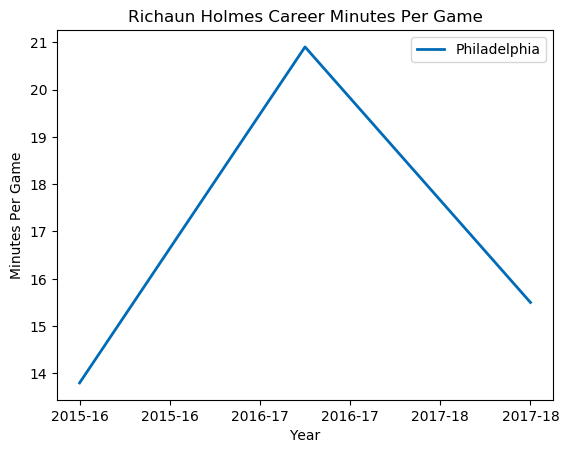 Richaun Holmes Career Minutes Per Game
Philadelphia
21
20
19
18
17
16
15
14
Minutes Per Game
2015-16 2015-16 2016-17 2016-17 2017-18 2017-18
Year